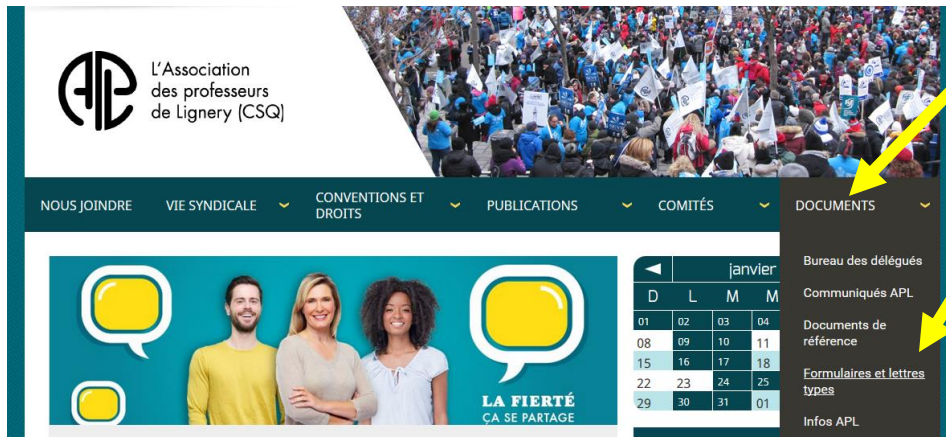 L'Association
des professeurs
de Lignery (CSQ)
NOUS JOINDRE
VIE SYNDICALE
CONVENTIONS ET
DROITS
PUBLICATIONS
COMITÉS
DOCUMENTS
Bureau des délégués
Communiqués APL
Documents de
référence
Formulaires et lettres
types
Infos APL
LA FIERTÉ
ÇA SE PARTAGE
janvier
D L M M
01 02 03 04
08 09 10 11
15 16 17 18
22 23 24 25
29 30 31 01